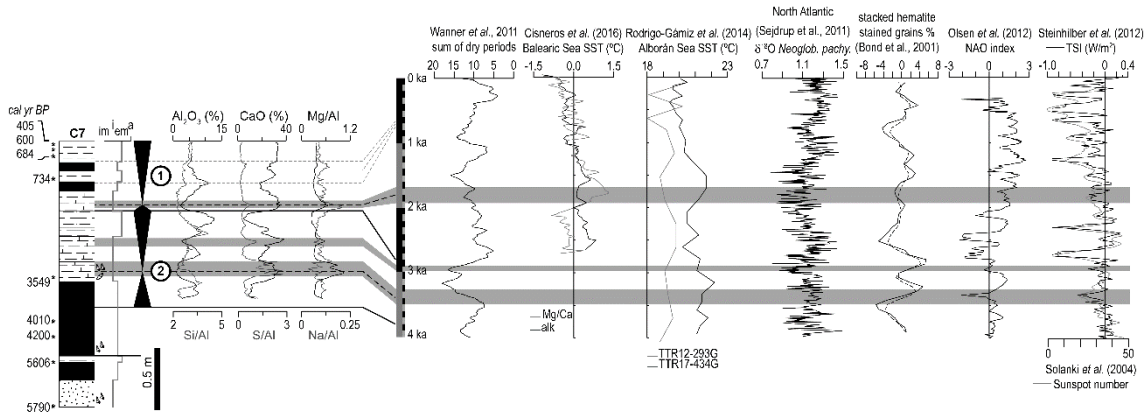 Wanner et al., 2011
sum of dry periods
20 15 10 5 0
Cisneros et al. (2016)
Balearic Sea SST (ºC)
-1.5 0.0 1.5
Rodrigo-Gámiz et al. (2014)
Alborán Sea SST (ºC)
18 23
North Atlantic
(Sejdrup et al., 2011)
δ¹⁸O Neoglob. pachy.
0.7 1.1 1.5
stacked hematite
stained grains %
(Bond et al., 2001)
-8 -4 0 4 8
Olsen et al. (2012)
NAO index
-3 0 3
Steinhilber et al. (2012)
TSI (W/m²)
-1.0 0 0.4
cal yr BP
405
600
684
734*
3549*
4010*
4200*
5606*
5790*
C7
im i em a
Al₂O₃ (%)
0 15
CaO (%)
0 40
Mg/Al
0 1.2
1
2
2 5
Si/Al
0 3
S/Al
0 0.25
Na/Al
0.5 m
0 ka
1 ka
2 ka
3 ka
4 ka
Mg/Ca
alk
TTR12-293G
TTR17-434G
0 50
Solanki et al. (2004)
Sunspot number